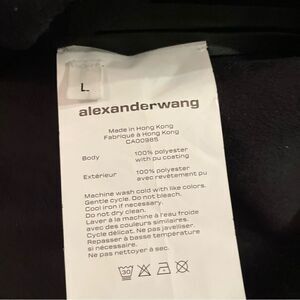 L
alexanderwang
Made in Hong Kong
Fabriqué à Hong Kong
CA00985
Body 100% polyester
with pu coating
Extérieur 100% polyester
avec revêtement pu
Machine wash cold with like colors.
Gentle cycle. Do not bleach.
Cool iron if necessary.
Do not dry clean.
Laver à la machine à l'eau froide
avec des couleurs similaires.
Cycle délicat. Ne pas javelliser.
Repasser à basse température
si nécessaire.
Ne pas nettoyer à sec.
30